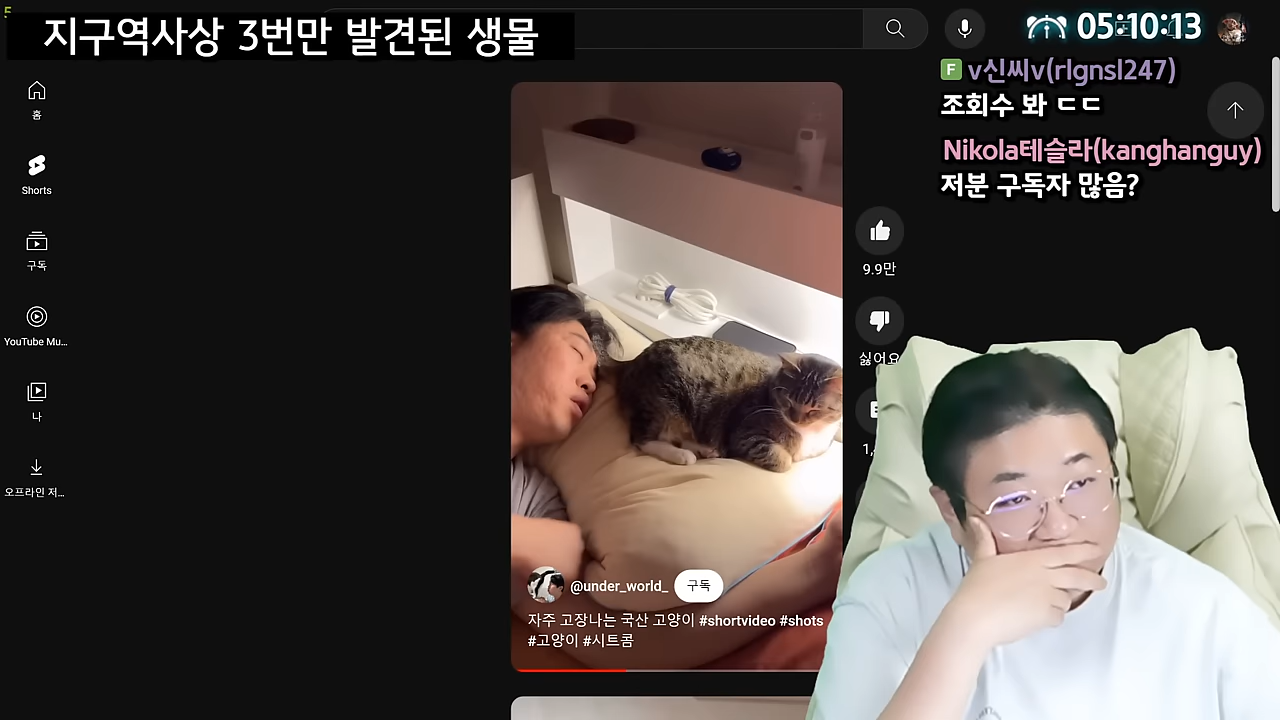 5
지구역사상 3번만 발견된 생물
05:10:13
F v신씨v(rlgnsl247)
조회수 봐 ㄷㄷ
Nikola테슬라(kanghanguy)
저분 구독자 많음?
홈
Shorts
구독
YouTube Mu...
나
오프라인 저...
9.9만
싫어요
@under_world_ 구독
자주 고장나는 국산 고양이 #shortvideo #shots
#고양이 #시트콤